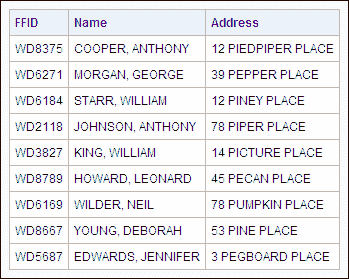 FFID Name Address
WD8375 COOPER, ANTHONY 12 PIEDPIPER PLACE
WD6271 MORGAN, GEORGE 39 PEPPER PLACE
WD6184 STARR, WILLIAM 12 PINEY PLACE
WD2118 JOHNSON, ANTHONY 78 PIPER PLACE
WD3827 KING, WILLIAM 14 PICTURE PLACE
WD8789 HOWARD, LEONARD 45 PECAN PLACE
WD6169 WILDER, NEIL 78 PUMPKIN PLACE
WD8667 YOUNG, DEBORAH 53 PINE PLACE
WD5687 EDWARDS, JENNIFER 3 PEGBOARD PLACE